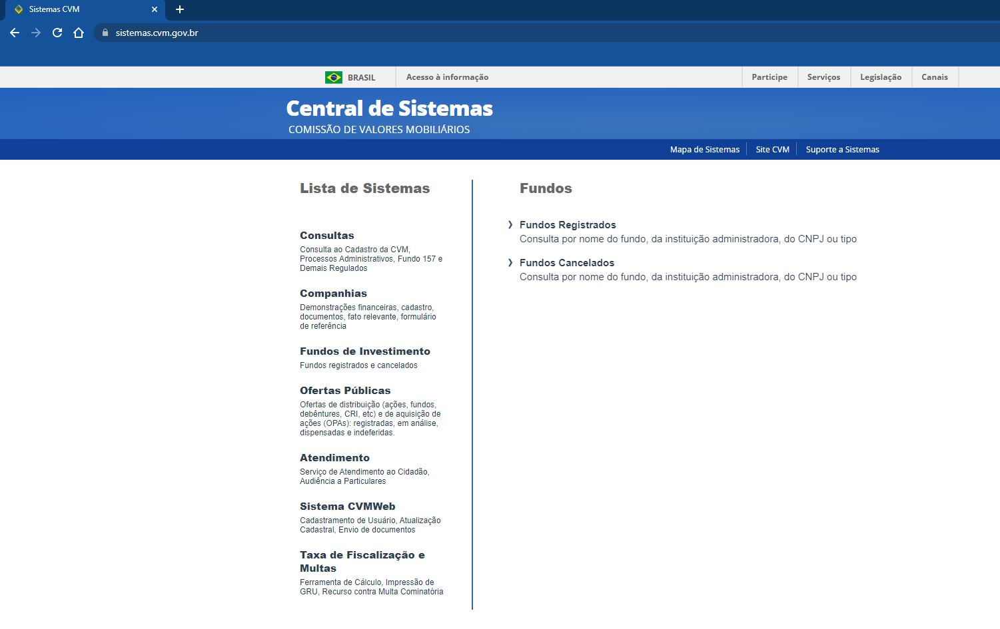 Sistemas CVM
sistemas.cvm.gov.br
BRASIL
Acesso à informação
Participe
Serviços
Legislação
Canais
Central de Sistemas
COMISSÃO DE VALORES MOBILIÁRIOS
Mapa de Sistemas
Site CVM
Suporte a Sistemas
Lista de Sistemas
Consultas
Consulta ao Cadastro da CVM,
Processos Administrativos, Fundo 157 e
Demais Regulados
Companhias
Demonstrações financeiras, cadastro,
documentos, fato relevante, formulário
de referência
Fundos de Investimento
Fundos registrados e cancelados
Ofertas Públicas
Ofertas de distribuição (ações, fundos,
debêntures, CRI, etc) e de aquisição de
ações (OPAs): registradas, em análise,
dispensadas e indeferidas.
Atendimento
Serviço de Atendimento ao Cidadão,
Audiência a Particulares
Sistema CVMWeb
Cadastramento de Usuário, Atualização
Cadastral, Envio de documentos
Taxa de Fiscalização e
Multas
Ferramenta de Cálculo, Impressão de
GRU, Recurso contra Multa Cominatória
Fundos
Fundos Registrados
Consulta por nome do fundo, da instituição administradora, do CNPJ ou tipo
Fundos Cancelados
Consulta por nome do fundo, da instituição administradora, do CNPJ ou tipo